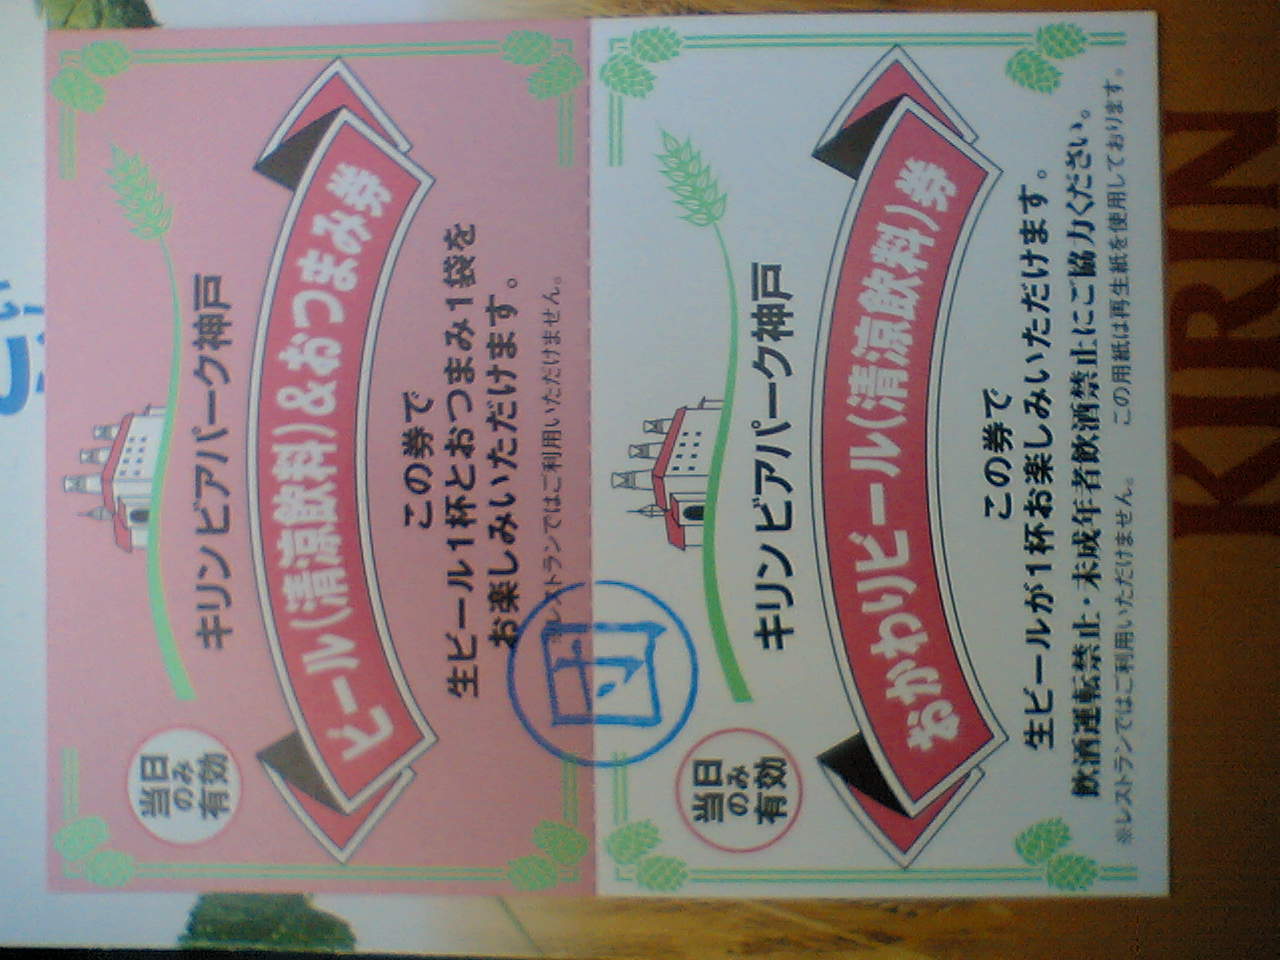 当日
のみ
有効
キリンビアパーク神戸
ビール(清涼飲料)&おつまみ券
この券で
生ビール1杯とおつまみ1袋を
お楽しみいただけます。
※レストランではご利用いただけません。
団
当日
のみ
有効
キリンビアパーク神戸
おかわりビール(清涼飲料)券
この券で
生ビールが1杯お楽しみいただけます。
飲酒運転禁止・未成年者飲酒禁止にご協力ください。
※レストランではご利用いただけません。 この用紙は再生紙を使用しております。
KIRIN